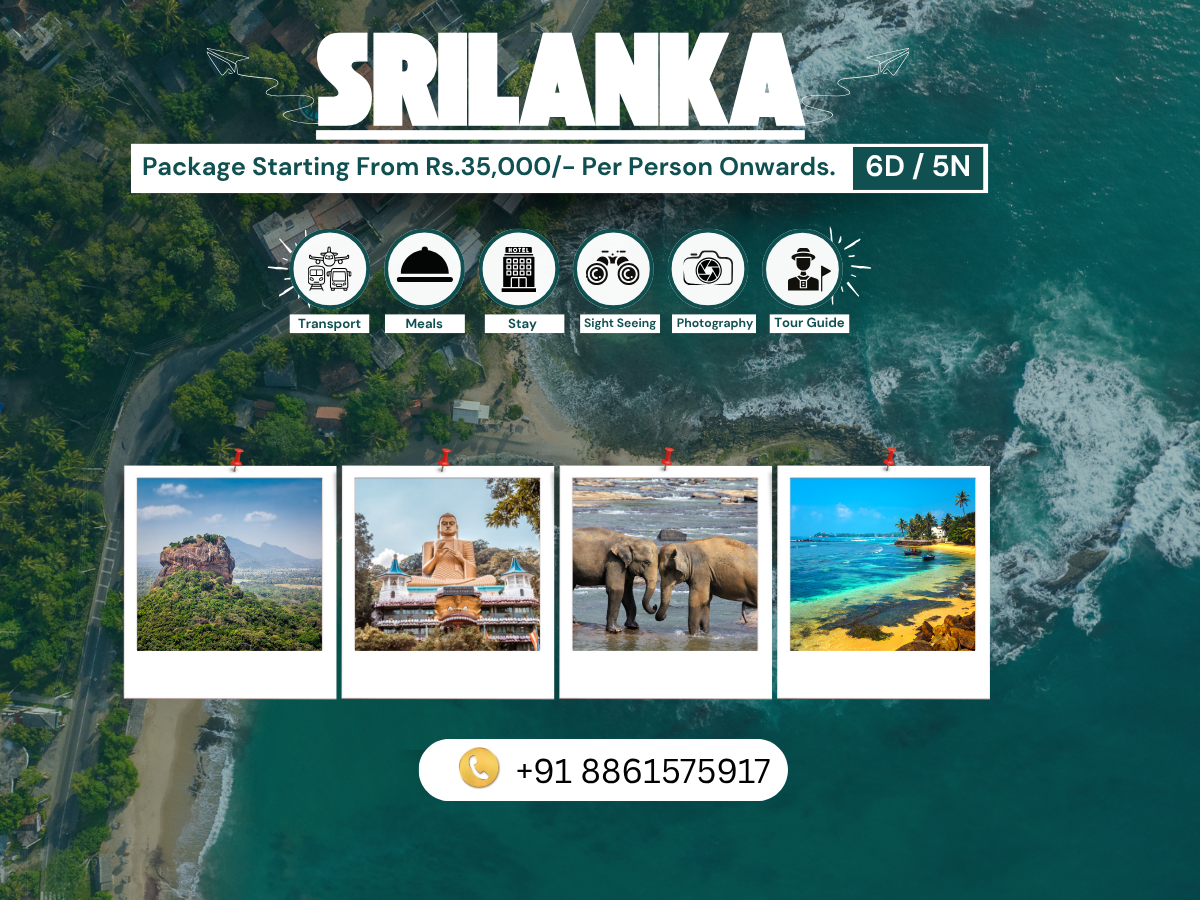 SRILANKA
Package Starting From Rs.35,000/- Per Person Onwards. 6D / 5N
HOTEL
Transport Meals Stay Sight Seeing Photography Tour Guide
+91 8861575917